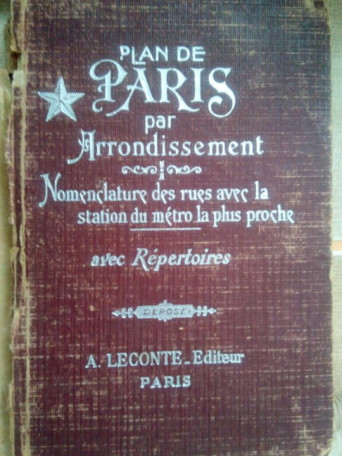 PLAN DE
PARIS
par
Arrondissement
Nomenclature des rues avec la
station du métro la plus proche
avec Répertoires
DÉPOSÉ
A. LECONTE_Editeur
PARIS